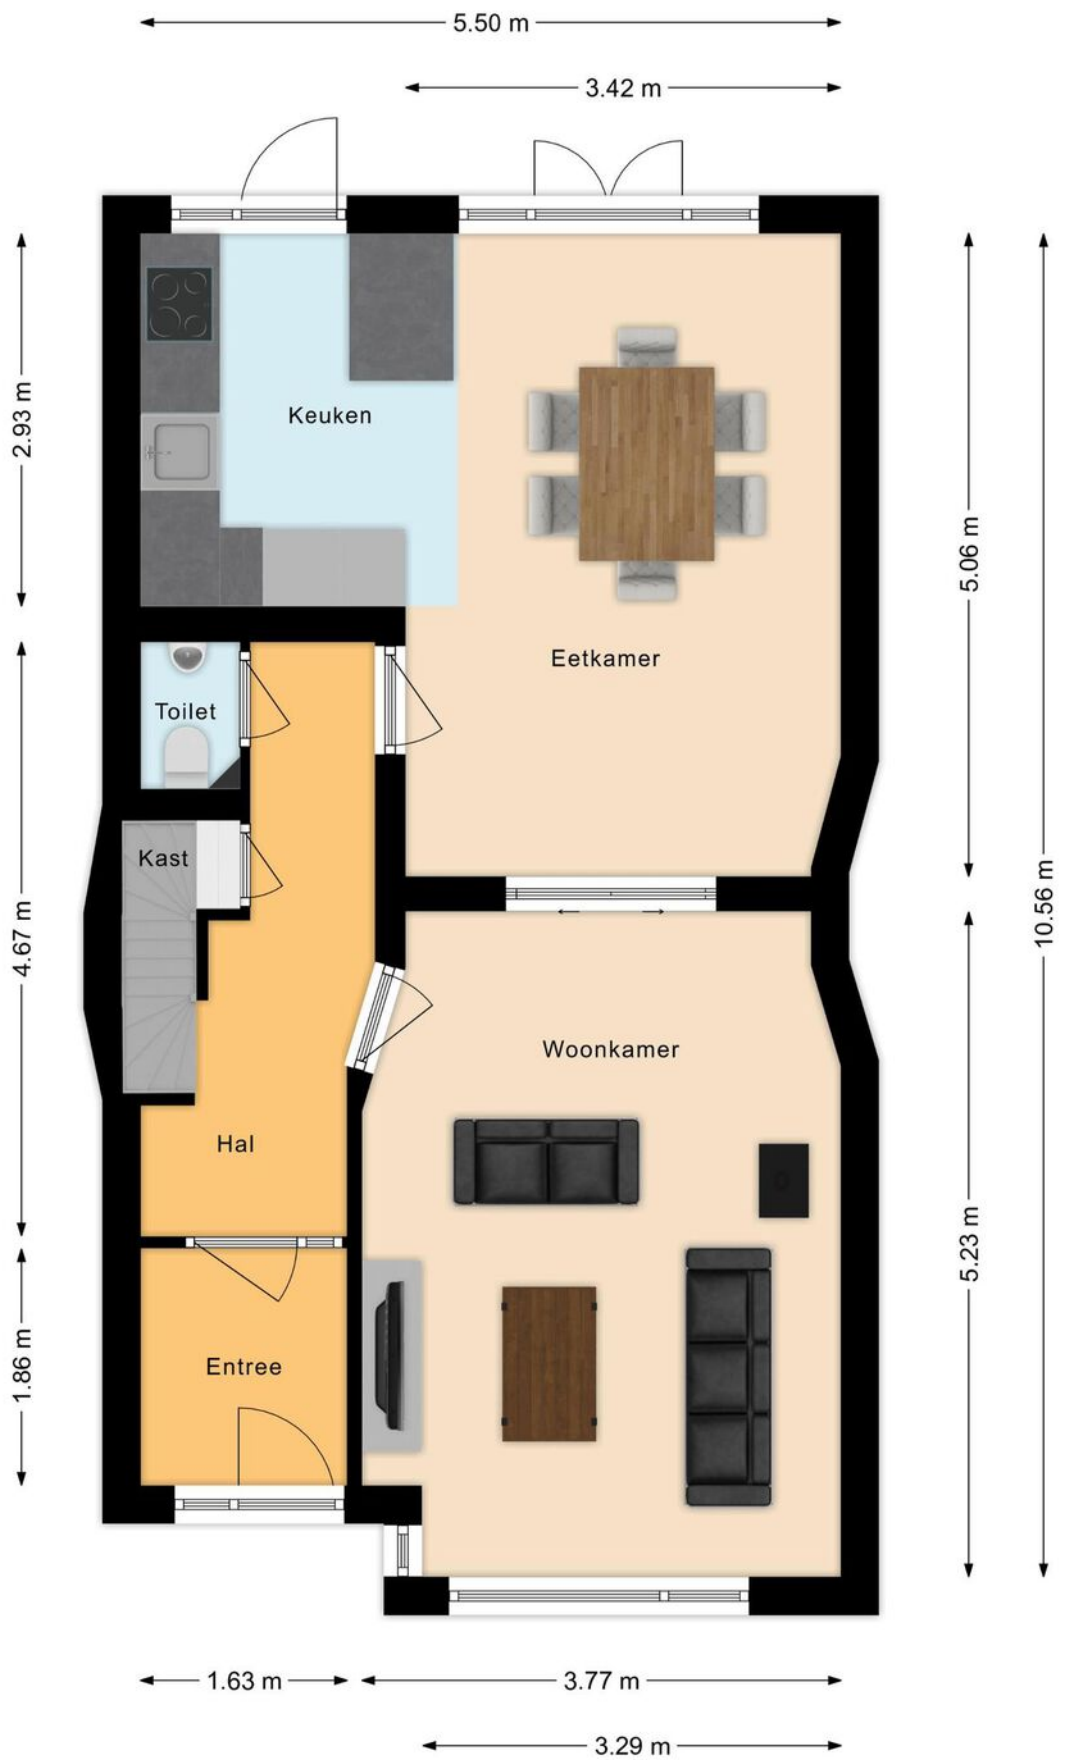 5.50 m
3.42 m
2.93 m
Keuken
5.06 m
Eetkamer
Toilet
Kast
4.67 m
10.56 m
Woonkamer
Hal
5.23 m
1.86 m
Entree
1.63 m
3.77 m
3.29 m